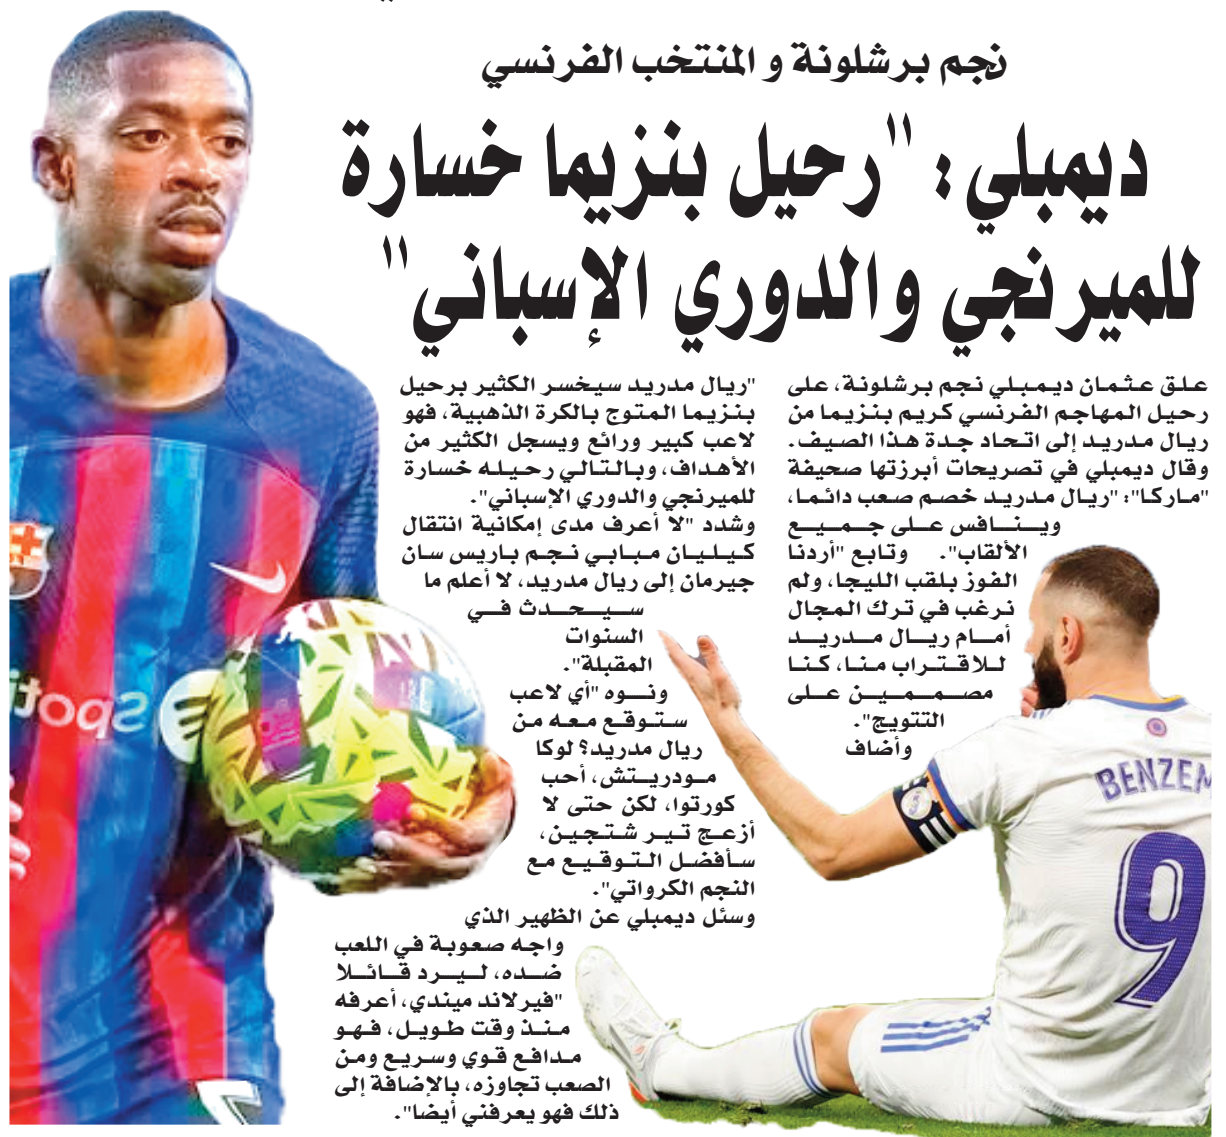 نجم برشلونة و المنتخب الفرنسي
ديمبلي: "رحيل بنزيما خسارة
للميرنجي والدوري الإسباني"
علق عثمان ديمبلي نجم برشلونة، على
رحيل المهاجم الفرنسي كريم بنزيما من
ريال مدريد إلى اتحاد جدة هذا الصيف.
وقال ديمبلي في تصريحات أبرزتها صحيفة
"ماركا": "ريال مدريد خصم صعب دائما،
وينافس على جميع
الألقاب". وتابع "أردنا
الفوز بلقب الليجا، ولم
نرغب في ترك المجال
أمام ريال مدريد
للاقتراب منا، كنا
مصممين على
التتويج".
وأضاف
"ريال مدريد سيخسر الكثير برحيل
بنزيما المتوج بالكرة الذهبية، فهو
لاعب كبير ورائع ويسجل الكثير من
الأهداف، وبالتالي رحيله خسارة
للميرنجي والدوري الإسباني".
وشدد "لا أعرف مدى إمكانية انتقال
كيليان مبابي نجم باريس سان
جيرمان إلى ريال مدريد، لا أعلم ما
سيحدث في
السنوات
المقبلة".
ونوه "أي لاعب
ستوقع معه من
ريال مدريد؟ لوكا
مودريتش، أحب
كورتوا، لكن حتى لا
أزعج تير شتجين،
سأفضل التوقيع مع
النجم الكرواتي".
وسئل ديمبلي عن الظهير الذي
واجه صعوبة في اللعب
ضده، ليرد قائلا
"فيرلاند ميندي، أعرفه
منذ وقت طويل، فهو
مدافع قوي وسريع ومن
الصعب تجاوزه، بالإضافة إلى
ذلك فهو يعرفني أيضا".
BENZEM
9